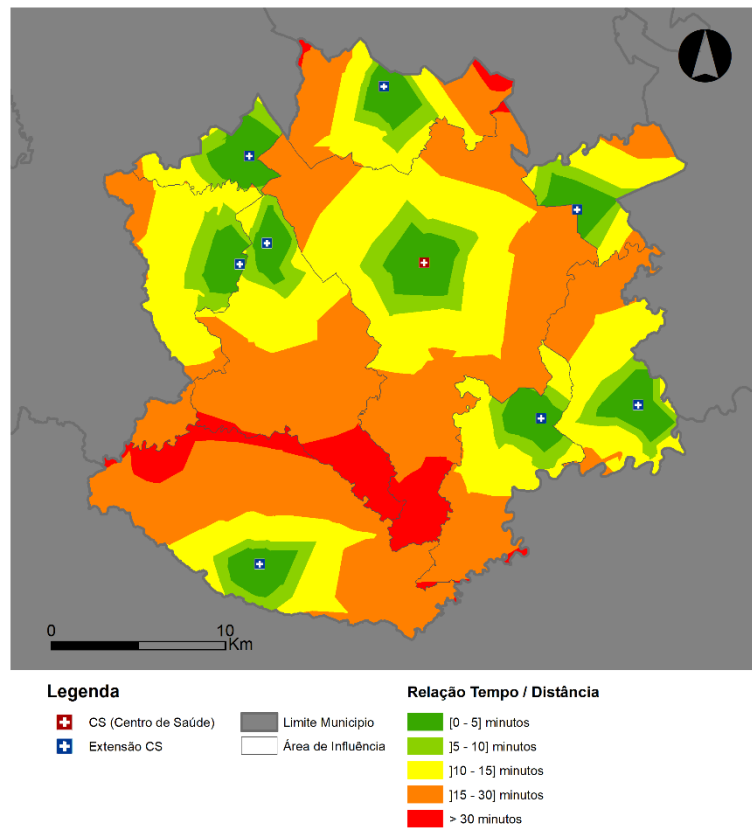 0 10
Km
Legenda
CS (Centro de Saúde)
Extensão CS
Limite Municipio
Área de Influência
Relação Tempo / Distância
[0 - 5] minutos
]5 - 10] minutos
]10 - 15] minutos
]15 - 30] minutos
> 30 minutos